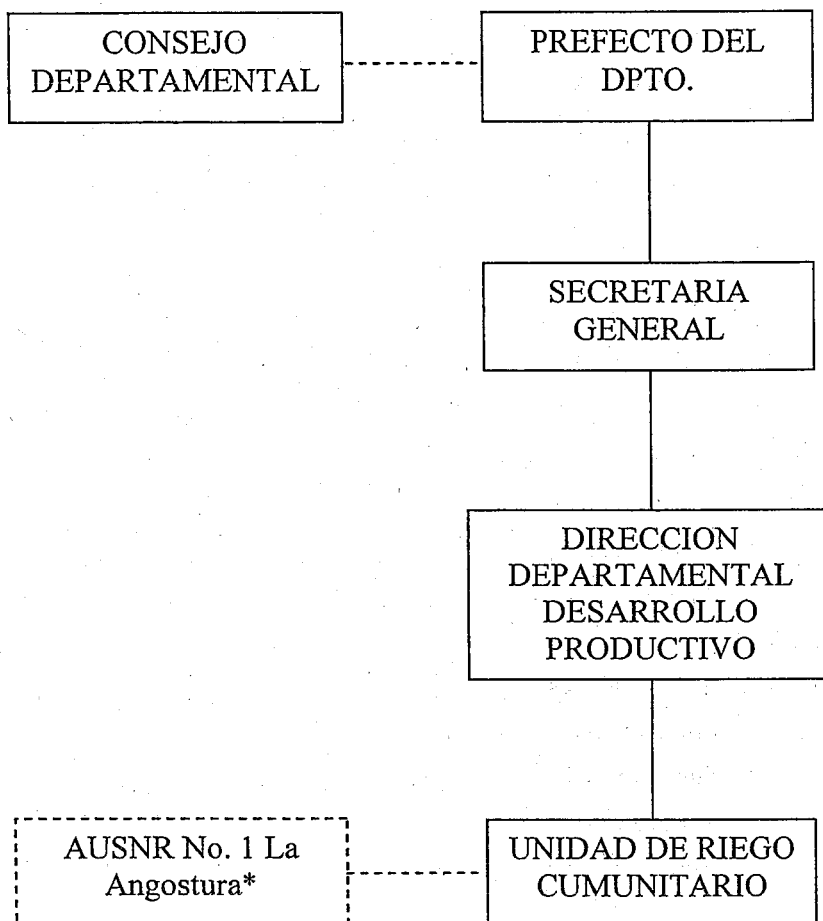 CONSEJO
DEPARTAMENTAL
PREFECTO DEL
DPTO.
SECRETARIA
GENERAL
DIRECCION
DEPARTAMENTAL
DESARROLLO
PRODUCTIVO
AUSNR No. 1 La
Angostura*
UNIDAD DE RIEGO
CUMUNITARIO